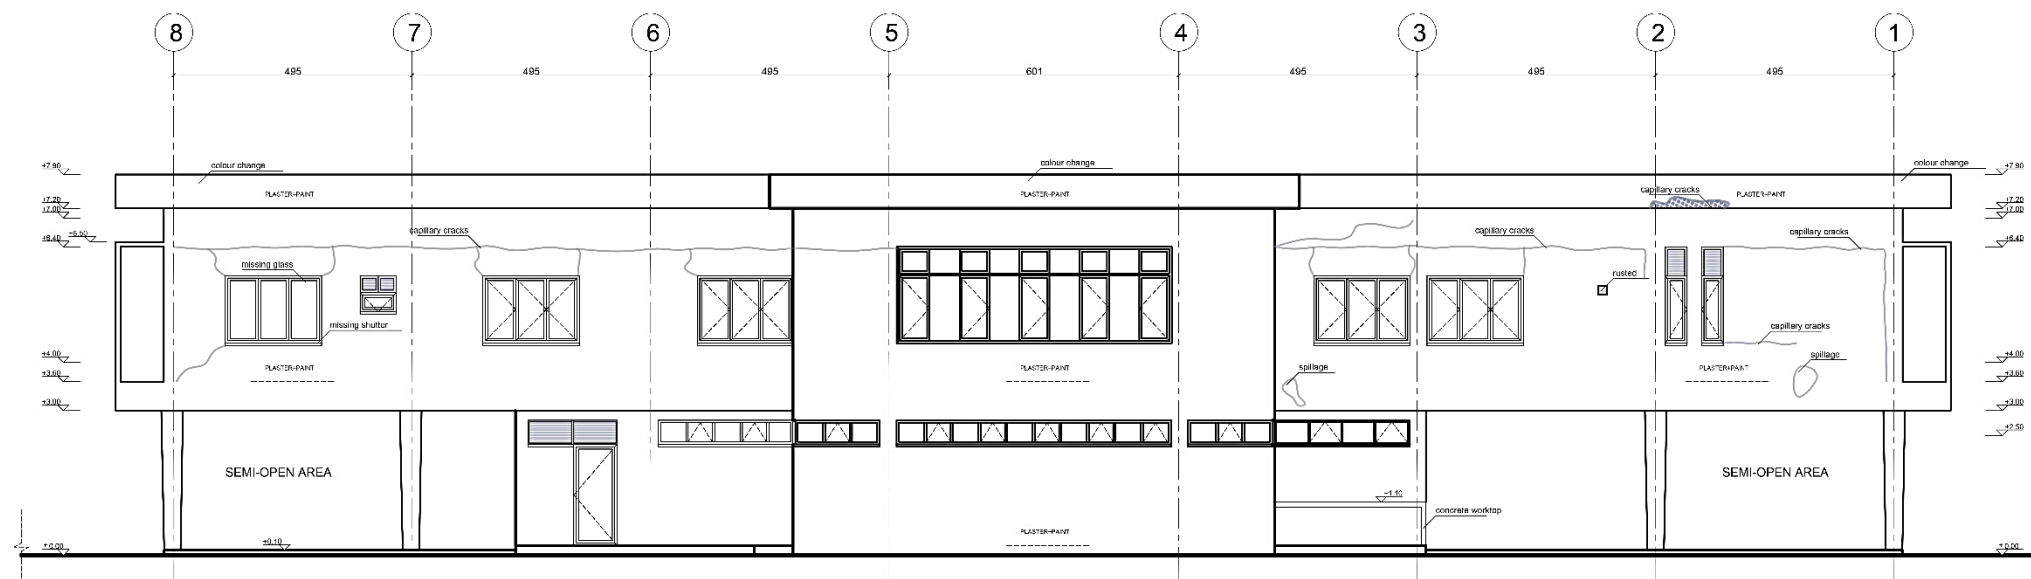 8 7 6 5 4 3 2 1
495 495 495 601 495 495 495
colour change colour change colour change
+7.90 +7.90
PLASTER+PAINT PLASTER+PAINT capillary cracks PLASTER+PAINT
+7.20 +7.20
+7.00 +7.00
+6.50 capillary cracks capillary cracks capillary cracks
+6.40 +6.40
missing glass rusted
missing shutter capillary cracks
+4.00 spillage +4.00
PLASTER+PAINT PLASTER+PAINT spillage PLASTER+PAINT
+3.60 +3.60
+3.00 +3.00
+2.50
SEMI-OPEN AREA SEMI-OPEN AREA
concrete worktop
PLASTER+PAINT
+0.10
±0.00 ±0.00